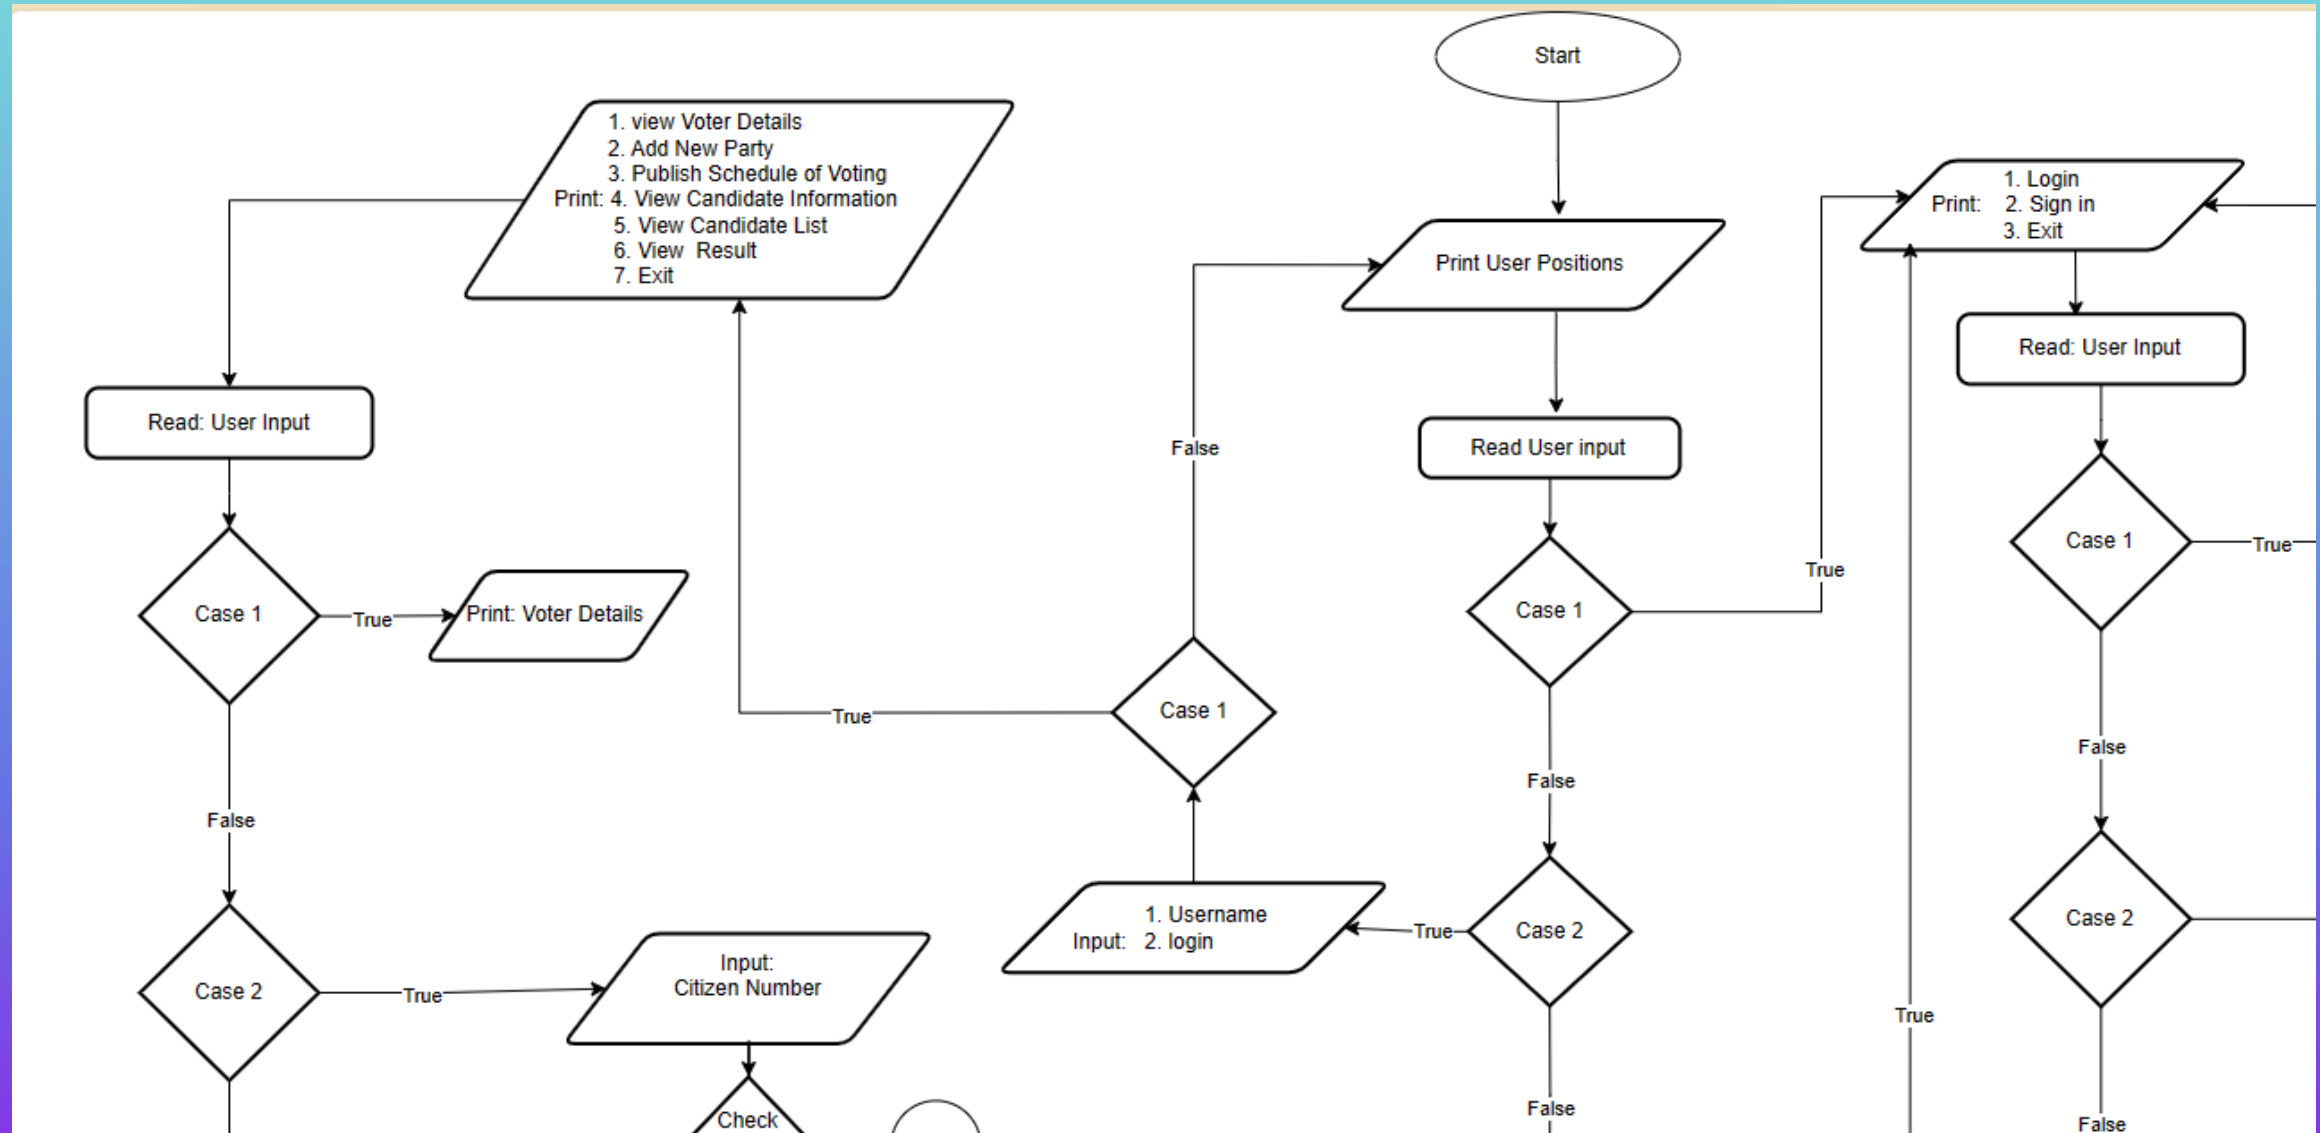 Start
1. view Voter Details
2. Add New Party
3. Publish Schedule of Voting
Print: 4. View Candidate Information
5. View Candidate List
6. View Result
7. Exit
1. Login
Print: 2. Sign in
3. Exit
Print User Positions
Read: User Input
Read: User Input
Read User input
False
Case 1
True
True
Case 1
Case 1
True
Print: Voter Details
Case 1
True
False
False
False
Case 2
1. Username
Input: 2. login
True
Case 2
Case 2
True
Input:
Citizen Number
True
Check
False
False